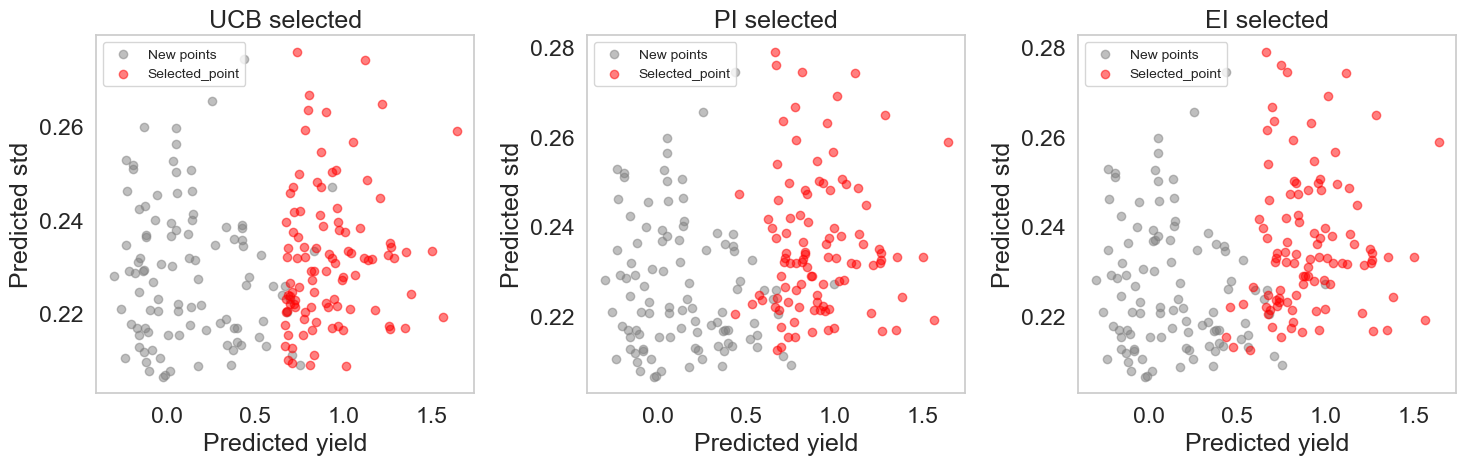 UCB selected
New points
Selected_point
0.26
0.24
0.22
Predicted std
0.0 0.5 1.0 1.5
Predicted yield
PI selected
New points
Selected_point
0.28
0.26
0.24
0.22
Predicted std
0.0 0.5 1.0 1.5
Predicted yield
EI selected
New points
Selected_point
0.28
0.26
0.24
0.22
Predicted std
0.0 0.5 1.0 1.5
Predicted yield